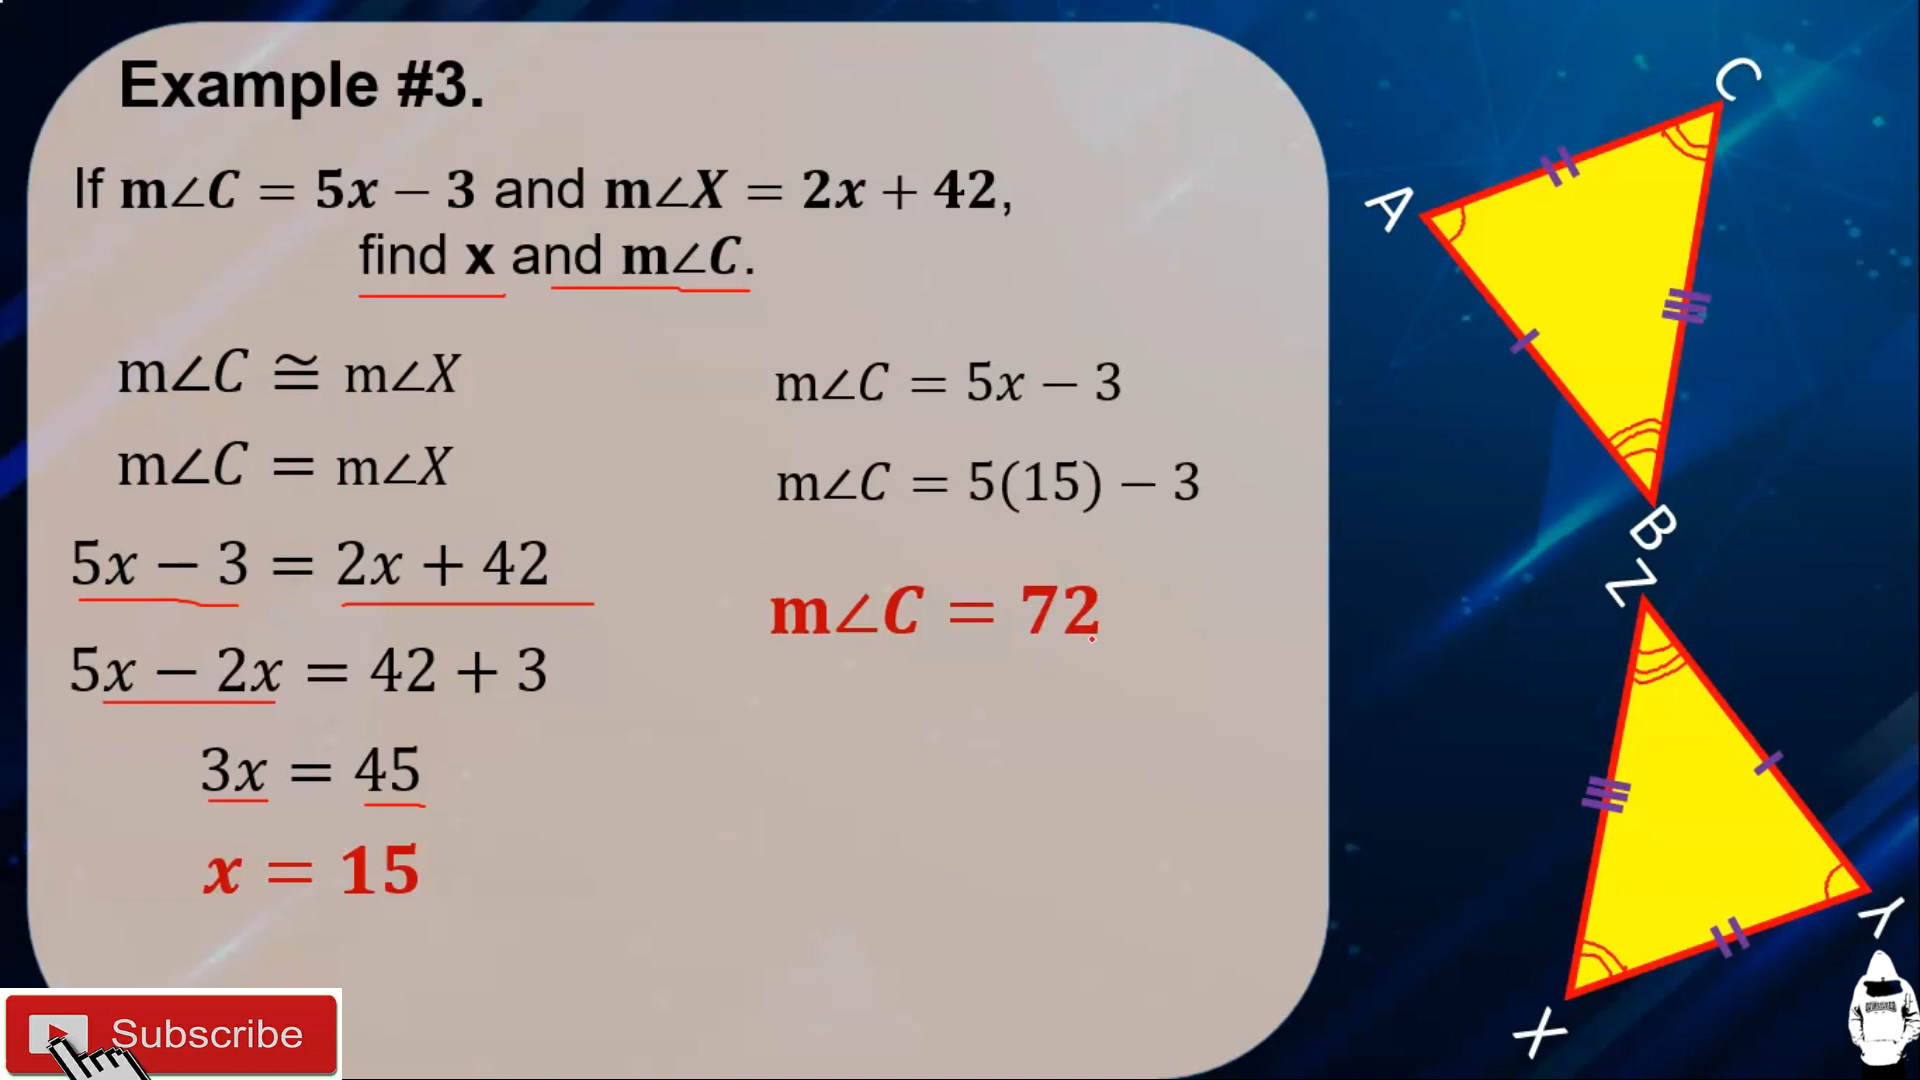 Example #3.
If m∠C = 5x − 3 and m∠X = 2x + 42,
find x and m∠C.
m∠C ≅ m∠X
m∠C = m∠X
5x − 3 = 2x + 42
5x − 2x = 42 + 3
3x = 45
x = 15
m∠C = 5x − 3
m∠C = 5(15) − 3
m∠C = 72
C
A
B
Z
Y
X
Subscribe